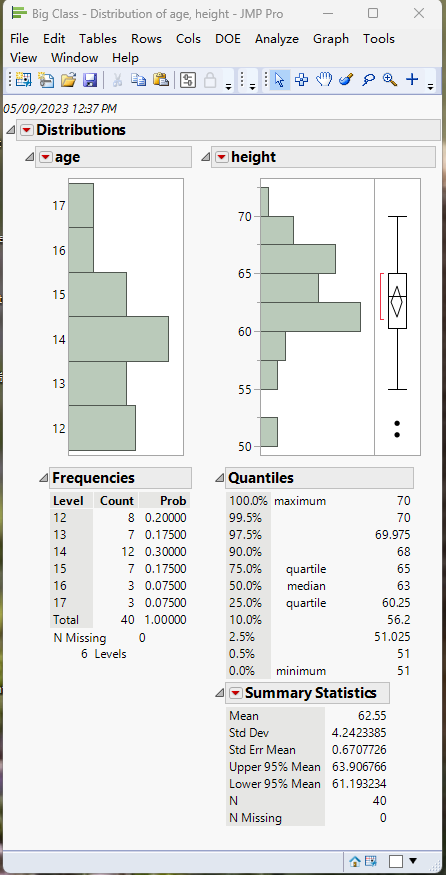 Big Class - Distribution of age, height - JMP Pro
File Edit Tables Rows Cols DOE Analyze Graph Tools
View Window Help
05/09/2023 12:37 PM
Distributions
age
17
16
15
14
13
12
height
70
65
60
55
50
Frequencies
Level Count Prob
12 8 0.20000
13 7 0.17500
14 12 0.30000
15 7 0.17500
16 3 0.07500
17 3 0.07500
Total 40 1.00000
N Missing 0
6 Levels
Quantiles
100.0% maximum 70
99.5% 70
97.5% 69.975
90.0% 68
75.0% quartile 65
50.0% median 63
25.0% quartile 60.25
10.0% 56.2
2.5% 51.025
0.5% 51
0.0% minimum 51
Summary Statistics
Mean 62.55
Std Dev 4.2423385
Std Err Mean 0.6707726
Upper 95% Mean 63.906766
Lower 95% Mean 61.193234
N 40
N Missing 0